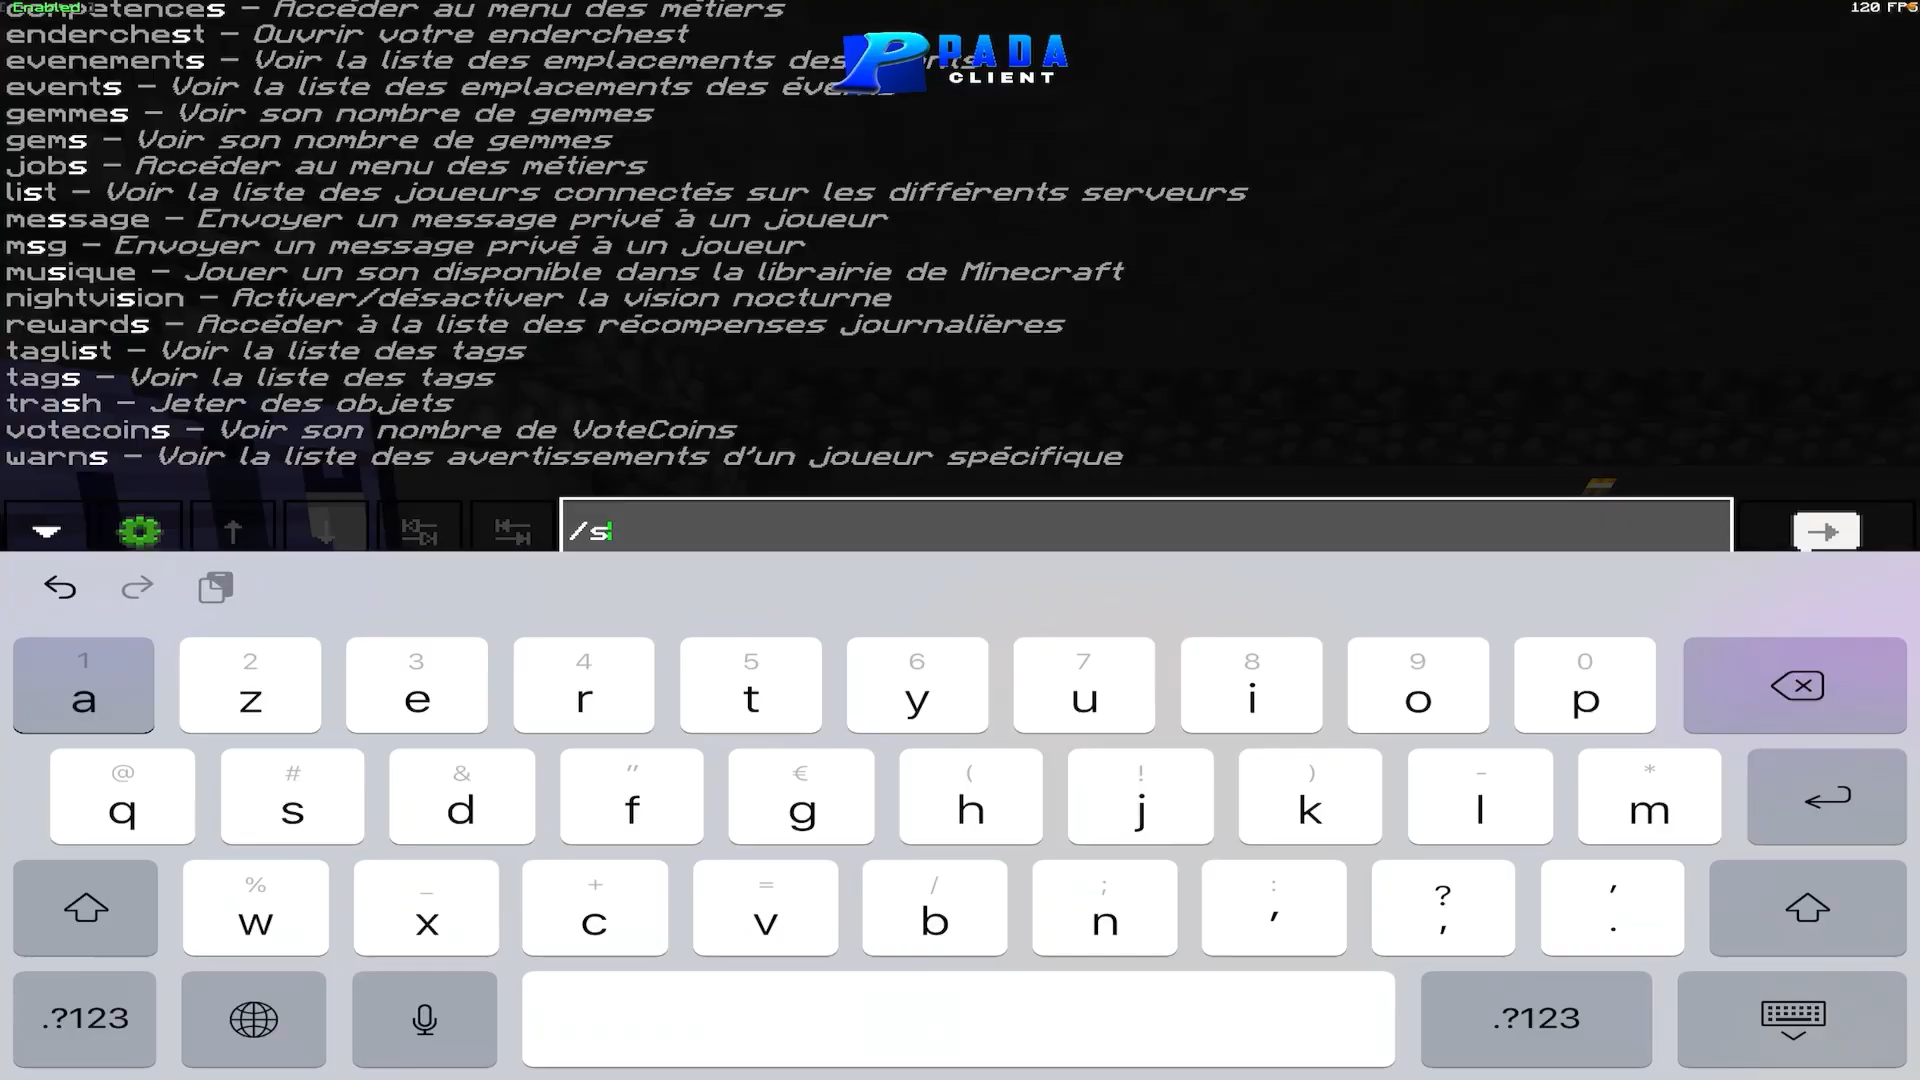 Enabled
120 FPS
competences – Accéder au menu des métiers
enderchest – Ouvrir votre enderchest
evenements – Voir la liste des emplacements des
events – Voir la liste des emplacements des
gemmes – Voir son nombre de gemmes
gems – Voir son nombre de gemmes
jobs – Accéder au menu des métiers
list – Voir la liste des joueurs connectés sur les différents serveurs
message – Envoyer un message privé à un joueur
msg – Envoyer un message privé à un joueur
musique – Jouer un son disponible dans la librairie de Minecraft
nightvision – Activer/désactiver la vision nocturne
rewards – Accéder à la liste des récompenses journalières
taglist – Voir la liste des tags
tags – Voir la liste des tags
trash – Jeter des objets
votecoins – Voir son nombre de VoteCoins
warns – Voir la liste des avertissements d'un joueur spécifique
P PADA
CLIENT
/s
1 2 3 4 5 6 7 8 9 0
a z e r t y u i o p
@ # & " € ( ! ) - *
q s d f g h j k l m
% _ + = / ; : ? '
w x c v b n ' , .
.?123 .?123